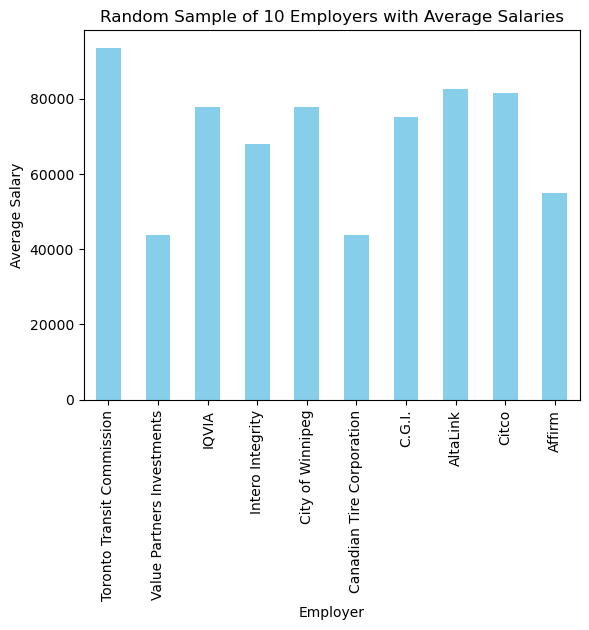 Random Sample of 10 Employers with Average Salaries
Average Salary
80000
60000
40000
20000
0
Toronto Transit Commission
Value Partners Investments
IQVIA
Intero Integrity
City of Winnipeg
Canadian Tire Corporation
C.G.I.
AltaLink
Citco
Affirm
Employer